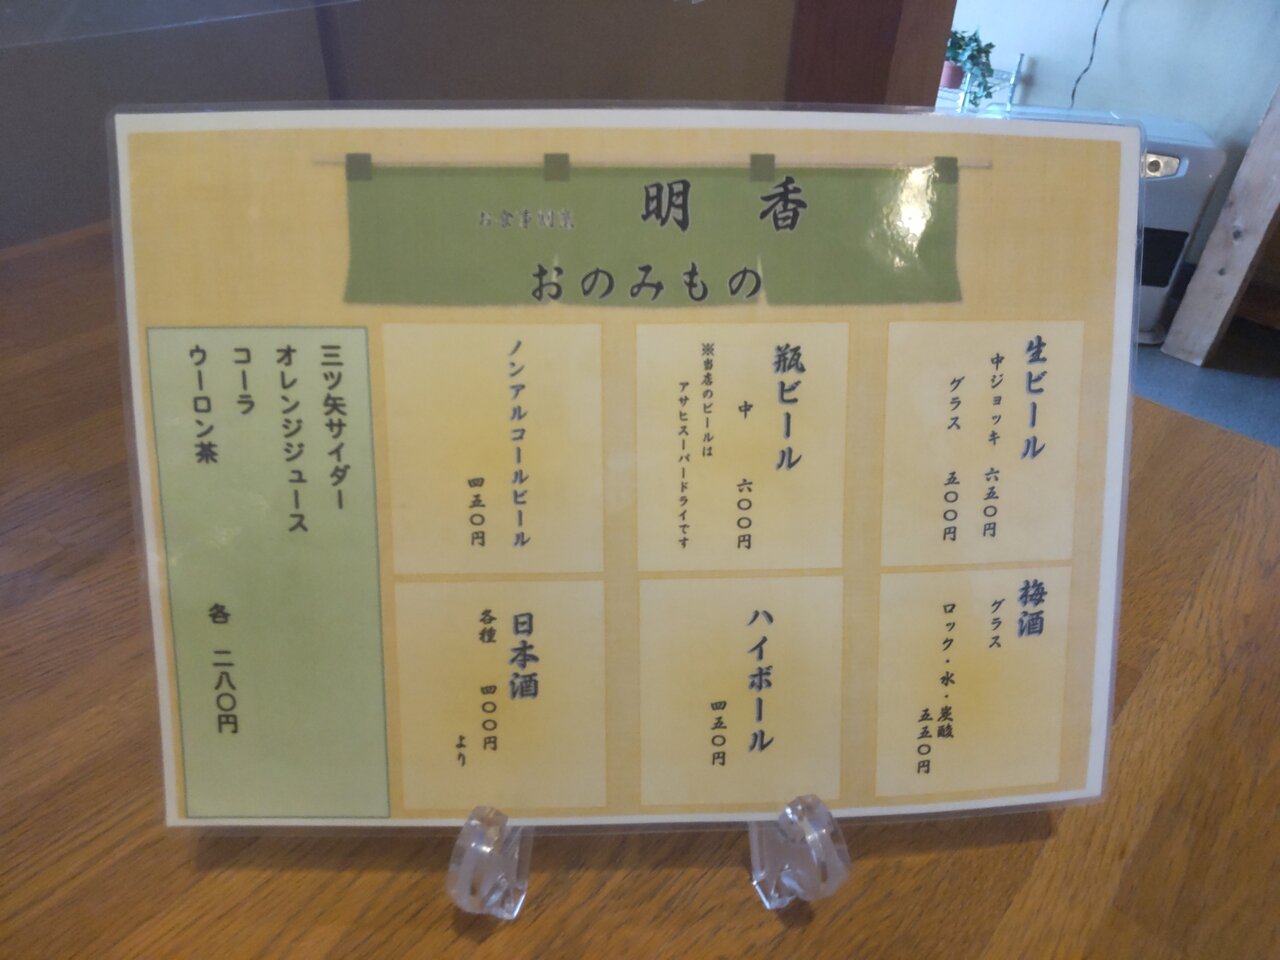 お食事割烹 明香
おのみもの
生ビール
中ジョッキ 六五〇円
グラス 五〇〇円
梅酒
グラス
ロック・水・炭酸
五五〇円
瓶ビール
中 六〇〇円
※当店のビールは
アサヒスーパードライです
ハイボール
四五〇円
ノンアルコールビール
四五〇円
日本酒
各種 四〇〇円
より
三ツ矢サイダー
オレンジジュース
コーラ
ウーロン茶
各 二八〇円